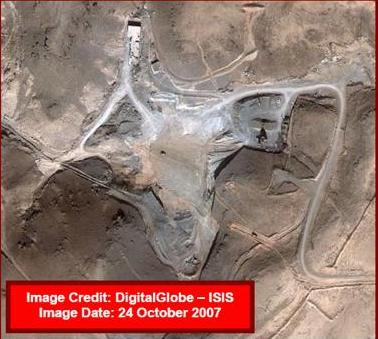 Image Credit: DigitalGlobe – ISIS
Image Date: 24 October 2007